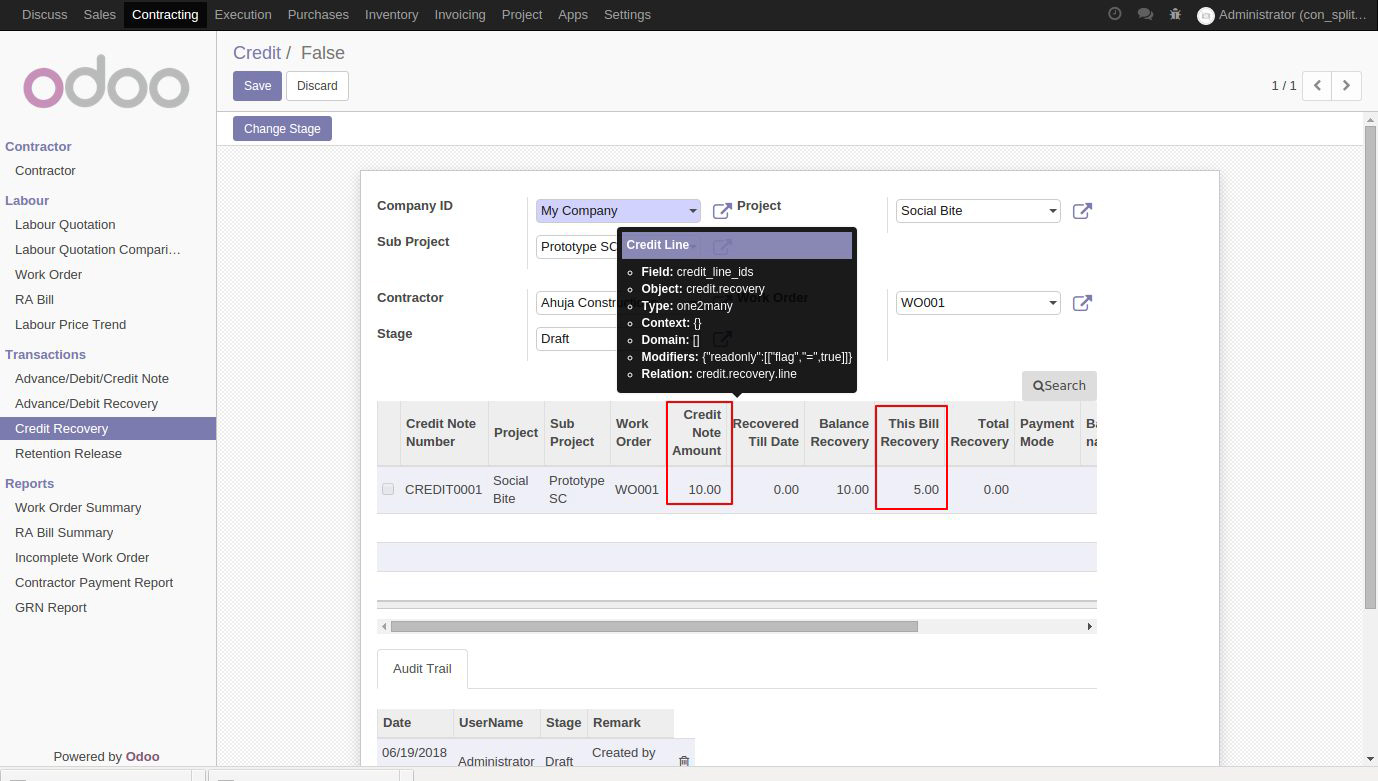 Discuss Sales Contracting Execution Purchases Inventory Invoicing Project Apps Settings Administrator (con_split...
odoo
Contractor
Contractor
Labour
Labour Quotation
Labour Quotation Compari...
Work Order
RA Bill
Labour Price Trend
Transactions
Advance/Debit/Credit Note
Advance/Debit Recovery
Credit Recovery
Retention Release
Reports
Work Order Summary
RA Bill Summary
Incomplete Work Order
Contractor Payment Report
GRN Report
Powered by Odoo
Credit / False
Save Discard 1 / 1
Change Stage
Company ID My Company Project Social Bite
Sub Project Prototype SC
Contractor Ahuja Constructions Work Order WO001
Stage Draft
Credit Line
Field: credit_line_ids
Object: credit.recovery
Type: one2many
Context: {}
Domain: []
Modifiers: {"readonly":[["flag","=",true]]}
Relation: credit.recovery.line
Search
Credit Note Number Project Sub Project Work Order Credit Note Amount Recovered Till Date Balance Recovery This Bill Recovery Total Recovery Payment Mode Ba na
CREDIT0001 Social Bite Prototype SC WO001 10.00 0.00 10.00 5.00 0.00
Audit Trail
Date UserName Stage Remark
06/19/2018 Administrator Draft Created by